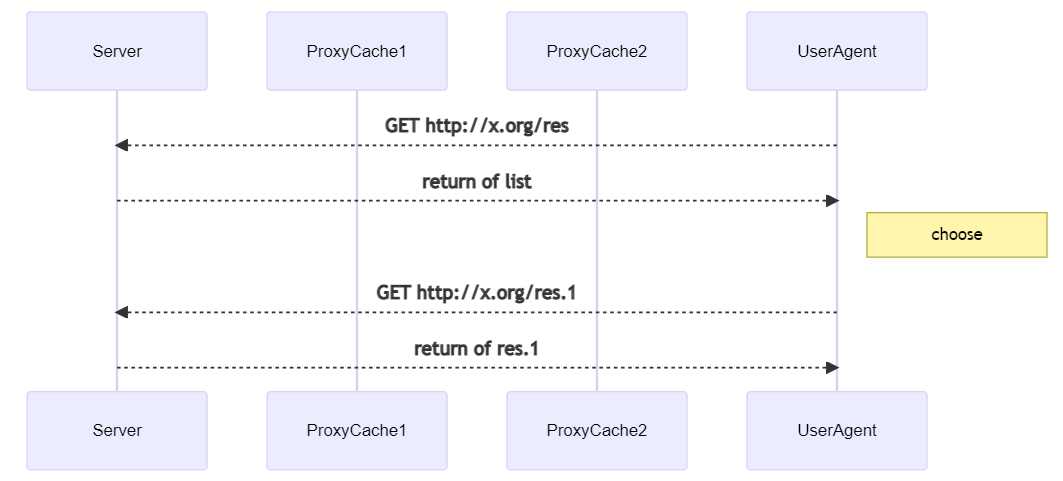 Server
ProxyCache1
ProxyCache2
UserAgent
GET http://x.org/res
return of list
choose
GET http://x.org/res.1
return of res.1
Server
ProxyCache1
ProxyCache2
UserAgent